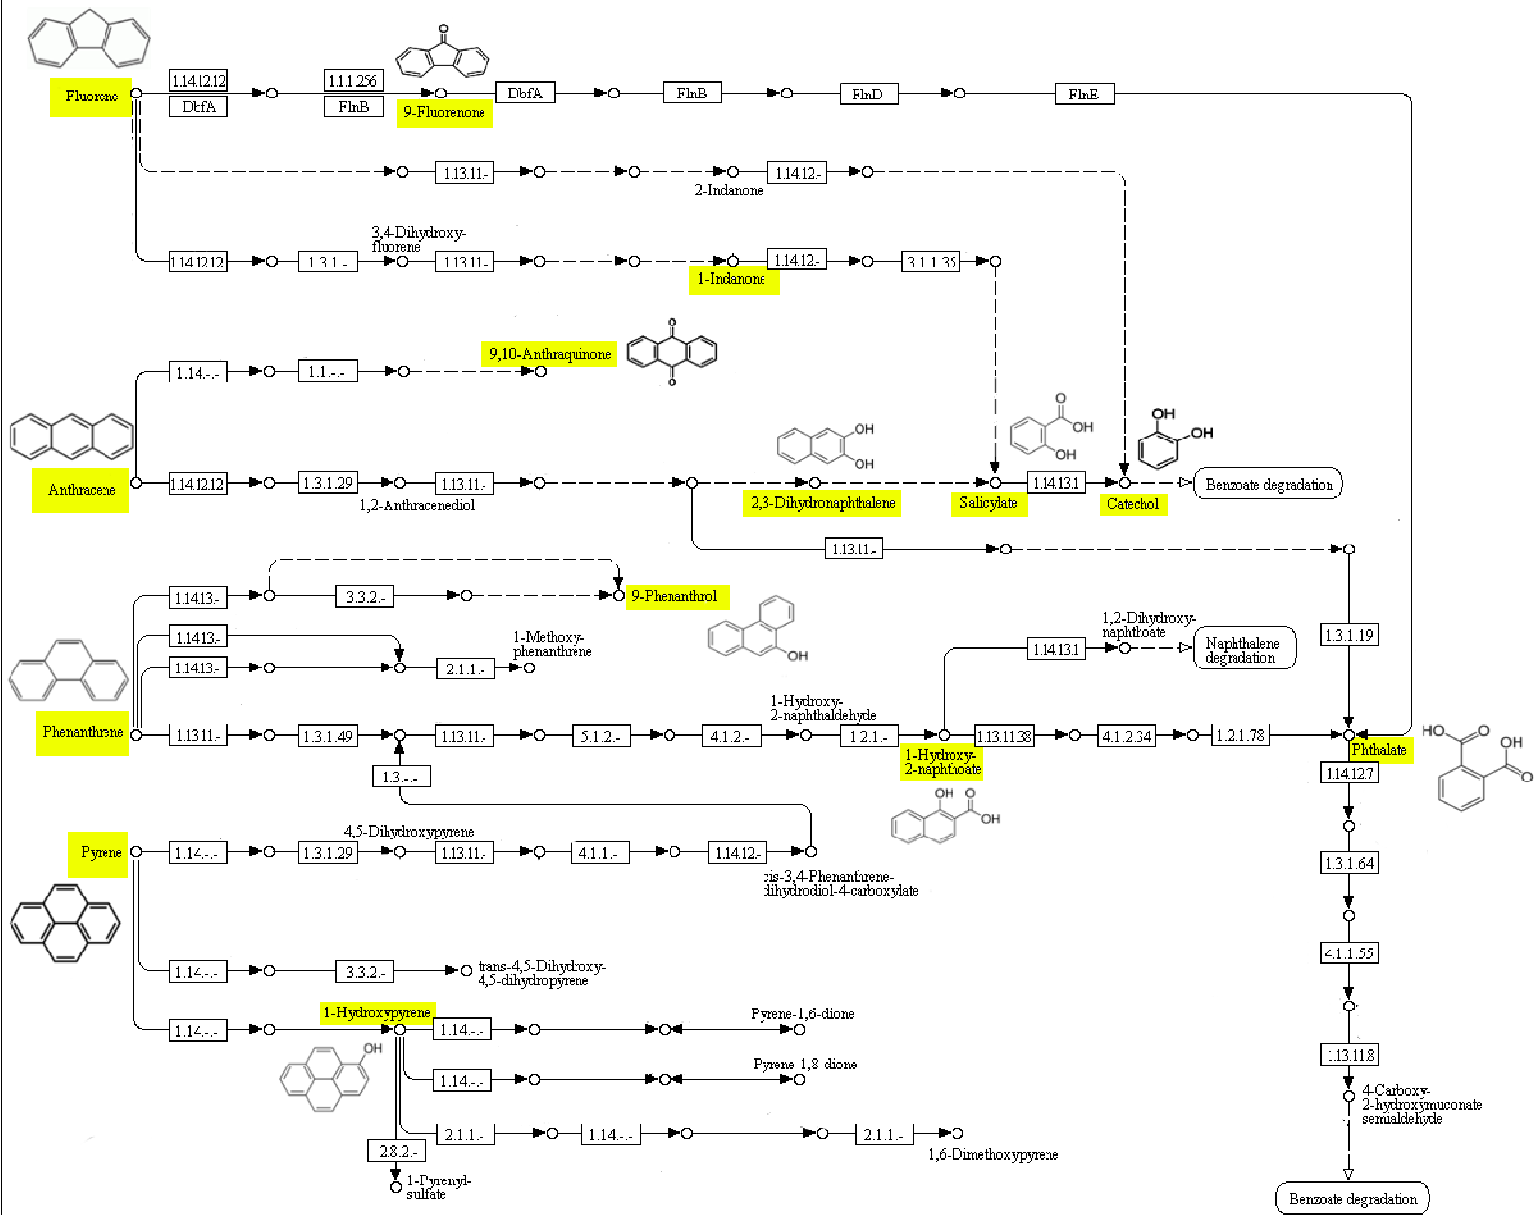 O
1.14.12.12
1.1.1.256
Fluorene
DbfA
FlnB
9-Fluorenone
DbfA
FlnB
FlnD
FlnE
1.13.11.-
2-Indanone
1.14.12.-
3,4-Dihydroxy-
fluorene
1.14.12.12
1.3.1.-
1.13.11.-
1-Indanone
1.14.12.-
3.1.1.35
9,10-Anthraquinone
O
O
1.14.-.-
1.1.-.-
OH
OH
O
OH
OH
OH
OH
Anthracene
1.14.12.12
1.3.1.29
1,2-Anthracenediol
1.13.11.-
2,3-Dihydronaphthalene
Salicylate
1.14.13.1
Catechol
Benzoate degradation
1.13.11.-
1.14.13.-
3.3.2.-
9-Phenanthrol
OH
1.14.13.-
1-Methoxy-
phenanthrene
1,2-Dihydroxy-
naphthoate
1.3.1.19
1.14.13.-
2.1.1.-
1.14.13.1
Naphthalene
degradation
1-Hydroxy-
2-naphthaldehyde
Phenanthrene
1.13.11.-
1.3.1.49
1.13.11.-
5.1.2.-
4.1.2.-
1.2.1.-
1-Hydroxy-
2-naphthoate
1.13.11.38
4.1.2.34
1.2.1.78
Phthalate
HO
O
OH
O
1.3.-.-
1.14.12.7
OH
O
OH
4,5-Dihydroxypyrene
Pyrene
1.14.-.-
1.3.1.29
1.13.11.-
4.1.1.-
1.14.12.-
cis-3,4-Phenanthrene-
dihydrodiol-4-carboxylate
1.3.1.64
4.1.1.55
1.14.-.-
3.3.2.-
trans-4,5-Dihydroxy-
4,5-dihydropyrene
1-Hydroxypyrene
1.14.-.-
1.14.-.-
Pyrene-1,6-dione
OH
1.14.-.-
Pyrene-1,8-dione
1.13.11.8
4-Carboxy-
2-hydroxymuconate
semialdehyde
2.1.1.-
1.14.-.-
2.1.1.-
1,6-Dimethoxypyrene
2.8.2.-
1-Pyrenyl-
sulfate
Benzoate degradation